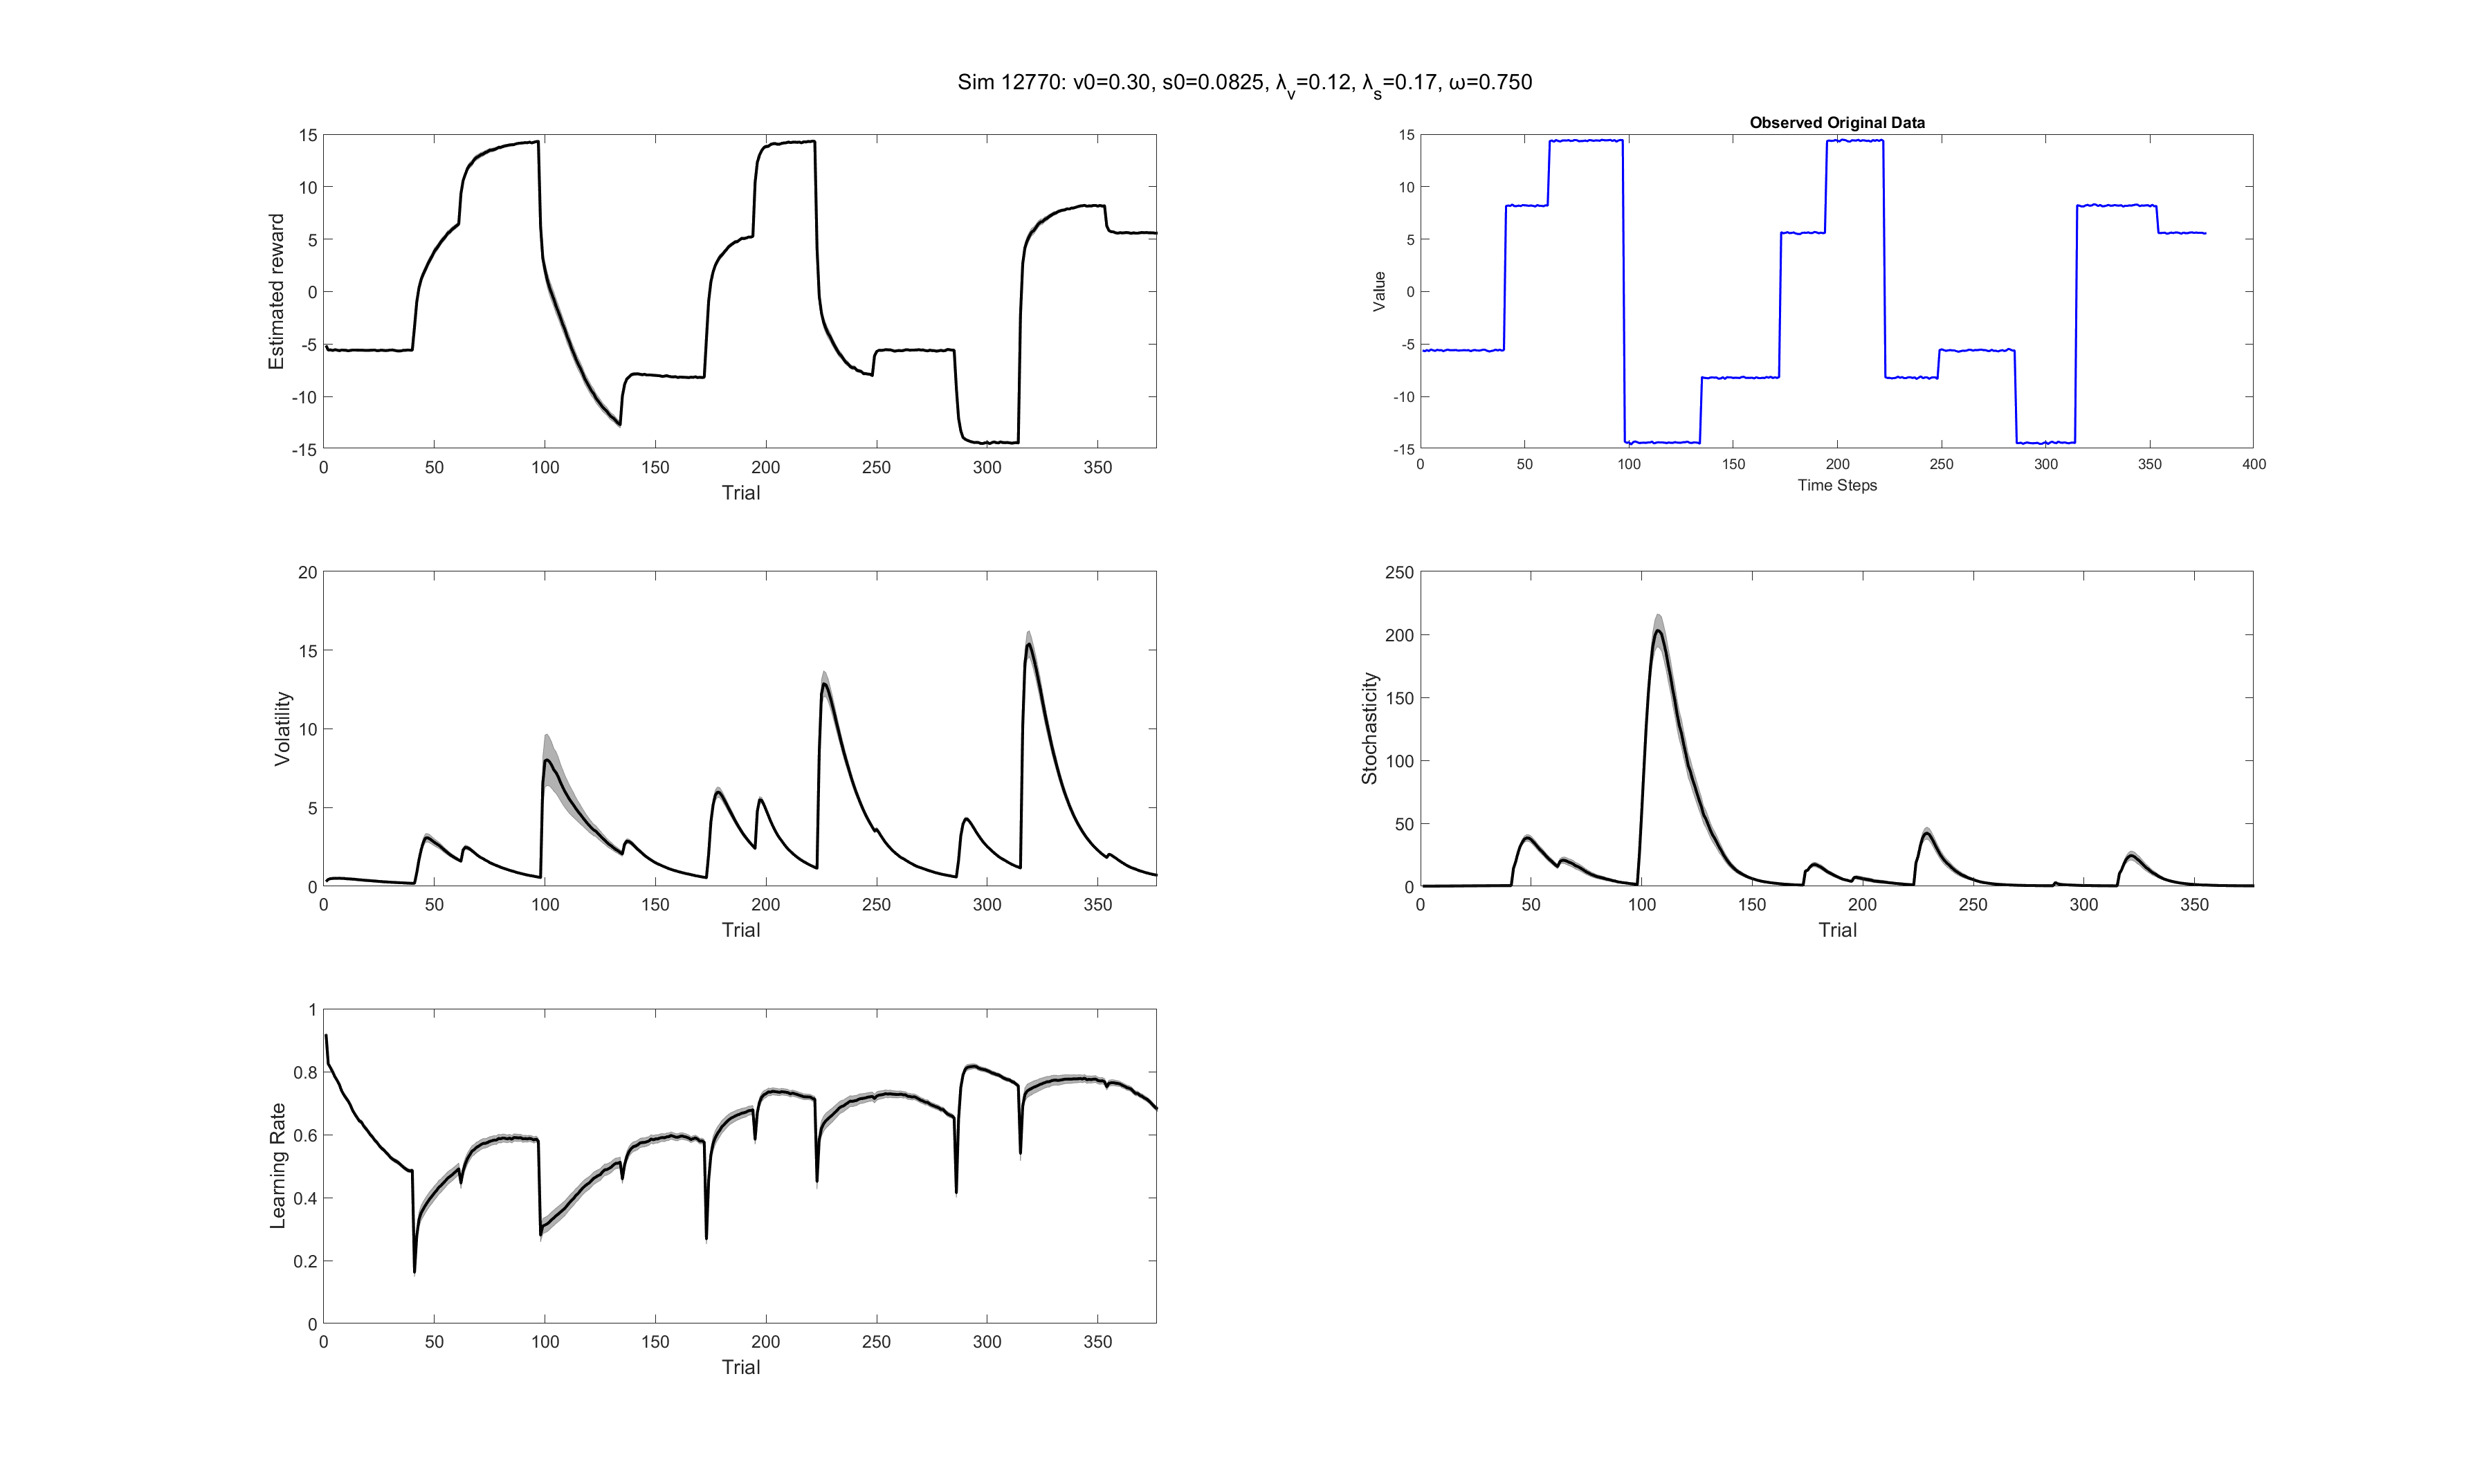 Sim 12770: v0=0.30, s0=0.0825, λv=0.12, λs=0.17, ω=0.750
15
10
5
0
-5
-10
-15
Estimated reward
0 50 100 150 200 250 300 350
Trial
Observed Original Data
15
10
5
0
-5
-10
-15
Value
0 50 100 150 200 250 300 350 400
Time Steps
20
15
10
5
0
Volatility
0 50 100 150 200 250 300 350
Trial
250
200
150
100
50
0
Stochasticity
0 50 100 150 200 250 300 350
Trial
1
0.8
0.6
0.4
0.2
0
Learning Rate
0 50 100 150 200 250 300 350
Trial